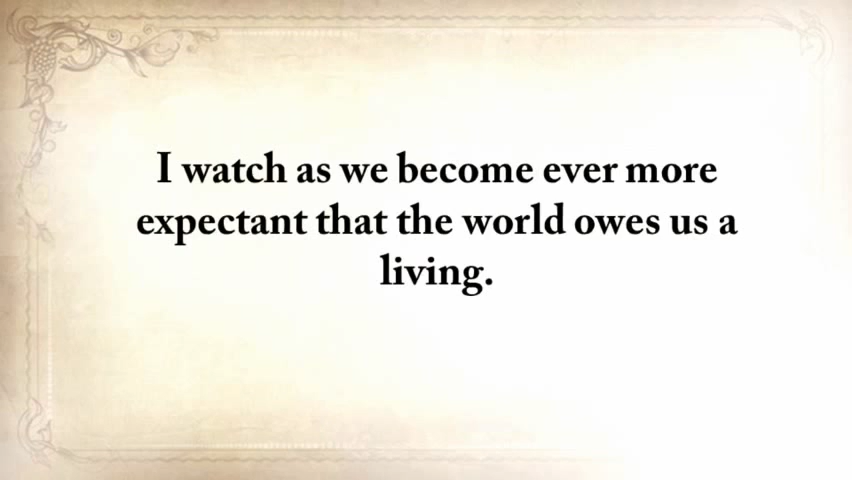 I watch as we become ever more
expectant that the world owes us a
living.